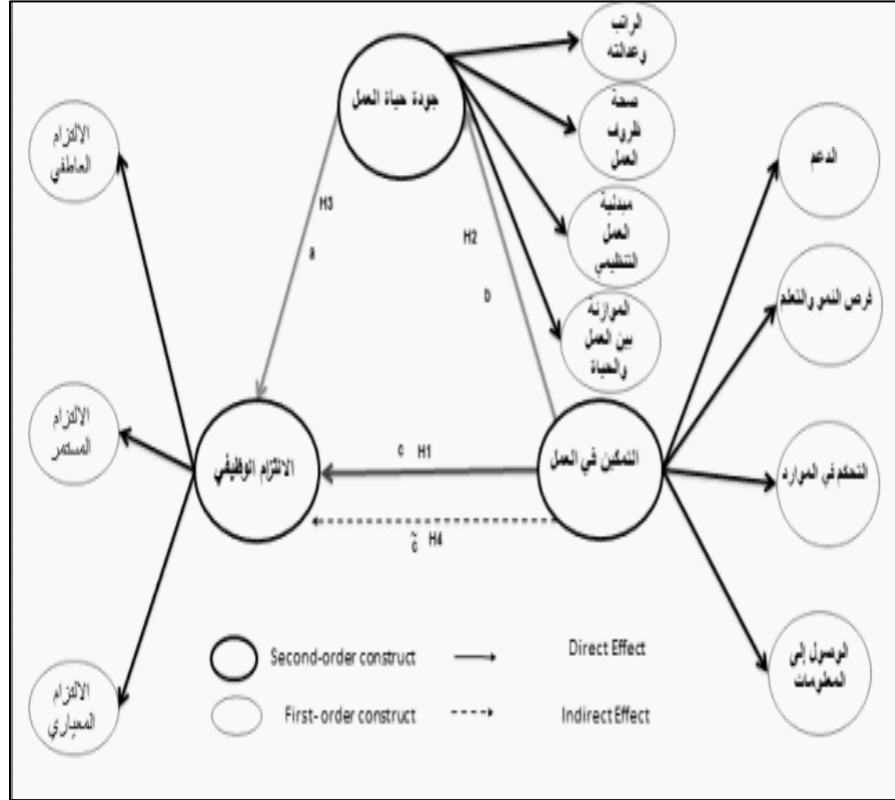 الراتب
وعدالته
جودة حياة العمل
صحة
ظروف
العمل
الالتزام
العاطفي
الدعم
مبدئية
العمل
التنظيمي
H3
H2
a
b
فرص النمو والتعلم
الموازنة
بين العمل
والحياة
الالتزام
المستمر
الالتزام الوظيفي
c H1
التمكين في العمل
التحكم في الموارد
c̃ H4
الوصول إلى
المعلومات
Second-order construct
Direct Effect
الالتزام
المعياري
First- order construct
Indirect Effect